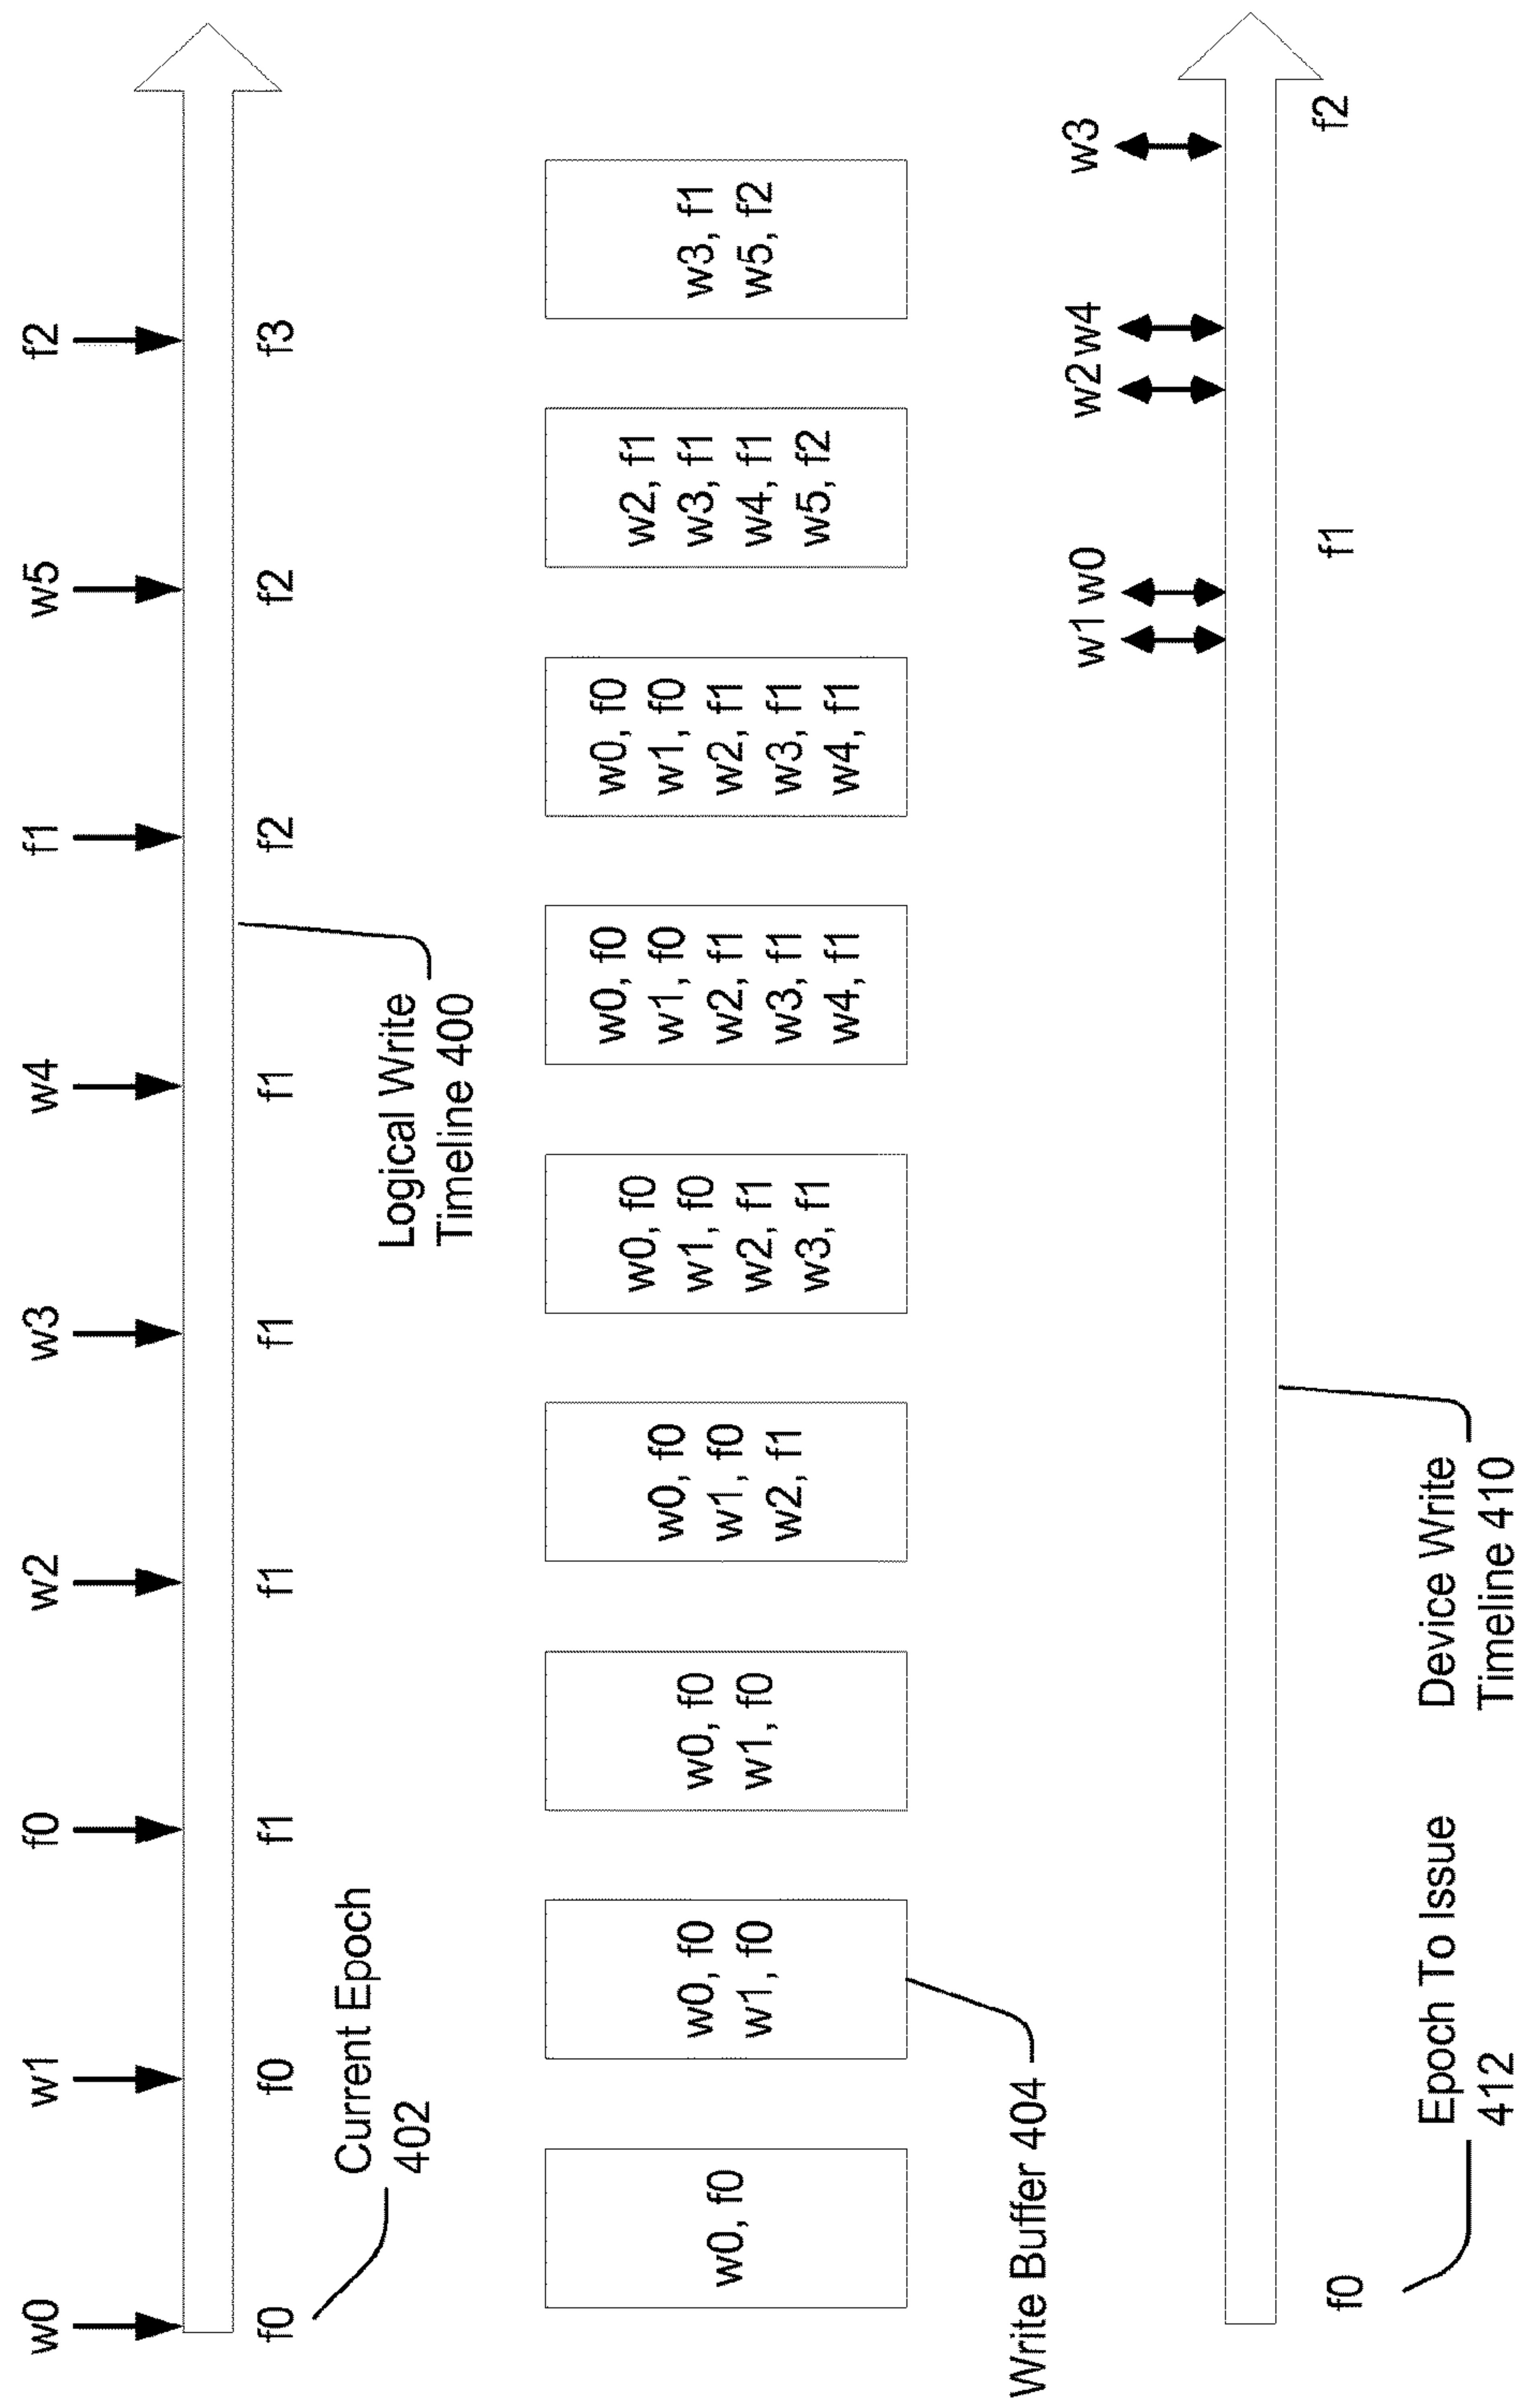 w0 w1 f0 w2 w3 w4 f1 w5 f2
f0 f0 f1 f1 f1 f1 f2 f2 f3
Current Epoch
402
Logical Write
Timeline 400
w0, f0
w0, f0
w1, f0
w0, f0
w1, f0
w0, f0
w1, f0
w2, f1
w0, f0
w1, f0
w2, f1
w3, f1
w0, f0
w1, f0
w2, f1
w3, f1
w4, f1
w0, f0
w1, f0
w2, f1
w3, f1
w4, f1
w2, f1
w3, f1
w4, f1
w5, f2
w3, f1
w5, f2
Write Buffer 404
w1 w0 w2 w4 w3
f0 f1 f2
Epoch To Issue
412
Device Write
Timeline 410